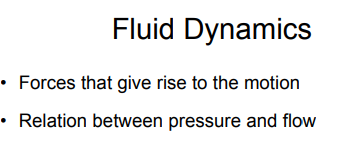 Fluid Dynamics
• Forces that give rise to the motion
• Relation between pressure and flow